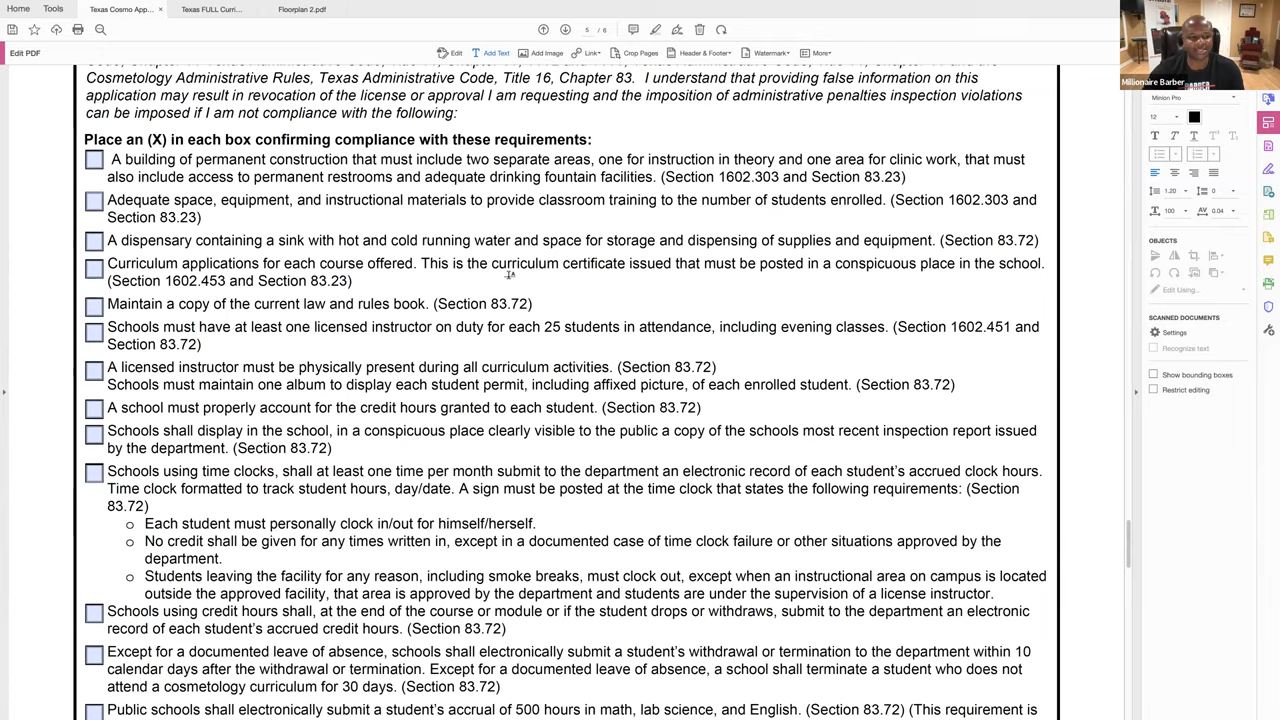 Home
Tools
Texas Cosmo App...
Texas FULL Curri...
Floorplan 2.pdf
5 / 6
Edit PDF
Edit
Add Text
Add Image
Link
Crop Pages
Header & Footer
Watermark
More
Millionaire Barber
Cosmetology Administrative Rules, Texas Administrative Code, Title 16, Chapter 83. I understand that providing false information on this
application may result in revocation of the license or approval I am requesting and the imposition of administrative penalties inspection violations
can be imposed if I am not compliance with the following:
Place an (X) in each box confirming compliance with these requirements:
A building of permanent construction that must include two separate areas, one for instruction in theory and one area for clinic work, that must
also include access to permanent restrooms and adequate drinking fountain facilities. (Section 1602.303 and Section 83.23)
Adequate space, equipment, and instructional materials to provide classroom training to the number of students enrolled. (Section 1602.303 and
Section 83.23)
A dispensary containing a sink with hot and cold running water and space for storage and dispensing of supplies and equipment. (Section 83.72)
Curriculum applications for each course offered. This is the curriculum certificate issued that must be posted in a conspicuous place in the school.
(Section 1602.453 and Section 83.23)
Maintain a copy of the current law and rules book. (Section 83.72)
Schools must have at least one licensed instructor on duty for each 25 students in attendance, including evening classes. (Section 1602.451 and
Section 83.72)
A licensed instructor must be physically present during all curriculum activities. (Section 83.72)
Schools must maintain one album to display each student permit, including affixed picture, of each enrolled student. (Section 83.72)
A school must properly account for the credit hours granted to each student. (Section 83.72)
Schools shall display in the school, in a conspicuous place clearly visible to the public a copy of the schools most recent inspection report issued
by the department. (Section 83.72)
Schools using time clocks, shall at least one time per month submit to the department an electronic record of each student's accrued clock hours.
Time clock formatted to track student hours, day/date. A sign must be posted at the time clock that states the following requirements: (Section
83.72)
o Each student must personally clock in/out for himself/herself.
o No credit shall be given for any times written in, except in a documented case of time clock failure or other situations approved by the
department.
o Students leaving the facility for any reason, including smoke breaks, must clock out, except when an instructional area on campus is located
outside the approved facility, that area is approved by the department and students are under the supervision of a license instructor.
Schools using credit hours shall, at the end of the course or module or if the student drops or withdraws, submit to the department an electronic
record of each student's accrued credit hours. (Section 83.72)
Except for a documented leave of absence, schools shall electronically submit a student's withdrawal or termination to the department within 10
calendar days after the withdrawal or termination. Except for a documented leave of absence, a school shall terminate a student who does not
attend a cosmetology curriculum for 30 days. (Section 83.72)
Public schools shall electronically submit a student's accrual of 500 hours in math, lab science, and English. (Section 83.72) (This requirement is
Minion Pro
12
1.20
0
100
0.04
OBJECTS
Edit Using...
SCANNED DOCUMENTS
Settings
Recognize text
Show bounding boxes
Restrict editing